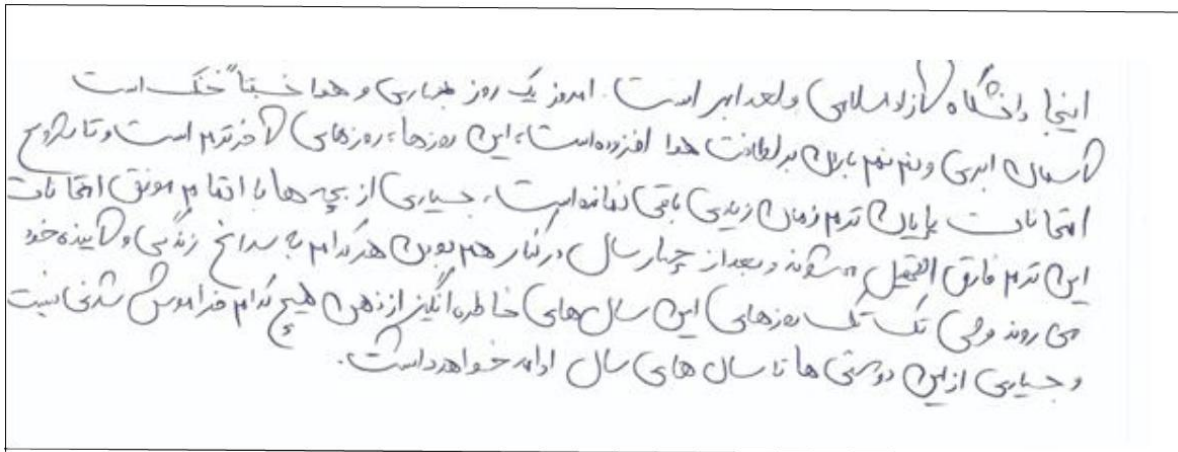 اینجا دانشگاه آزاد اسلامی واحد ابهر است. امروز یک روز بهاری و هوا نسبتاً خنک است
آسمان ابری و نم نم باران بر لطافت هوا افزوده است، این روزها، روزهای آخر ترم است و تا شروع
امتحانات پایان ترم زمان زیادی باقی نمانده است، بسیاری از بچه ها با اتمام موفق امتحانات
این ترم فارق التحصیل می شوند و بعد از چهار سال در کنار هم بودن هر کدام به سراغ زندگی و آینده خود
می روند ولی تک تک روزهای این سال های خاطره انگیز از ذهن هیچ کدام فراموش شدنی نیست
و بسیاری از این دوستی ها تا سال های سال ادامه خواهد داشت.